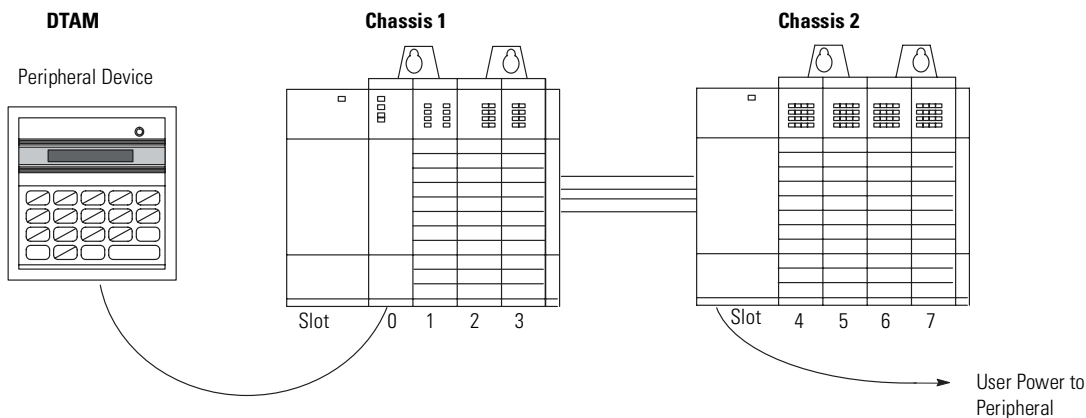 DTAM
Chassis 1
Chassis 2
Peripheral Device
Slot 0 1 2 3
Slot 4 5 6 7
User Power to
Peripheral